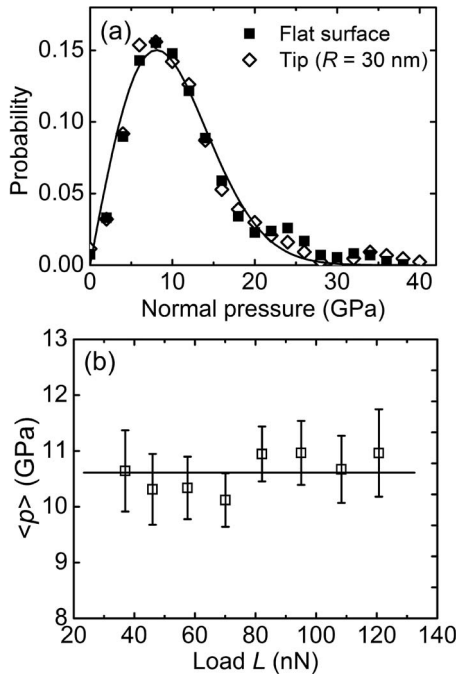 (a)
Flat surface
Tip (R = 30 nm)
Probability
0.15
0.10
0.05
0.00
0 10 20 30 40
Normal pressure (GPa)
(b)
<p> (GPa)
13
12
11
10
9
8
20 40 60 80 100 120 140
Load L (nN)